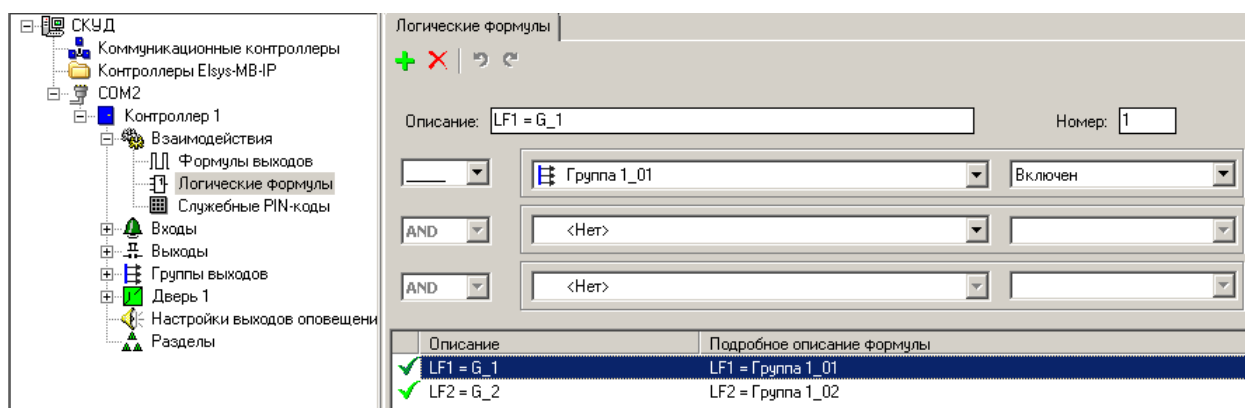 СКУД
Коммуникационные контроллеры
Контроллеры Elsys-MB-IP
COM2
Контроллер 1
Взаимодействия
Формулы выходов
Логические формулы
Служебные PIN-коды
Входы
Выходы
Группы выходов
Дверь 1
Настройки выходов оповещени
Разделы
Логические формулы
Описание: LF1 = G_1 Номер: 1
Группа 1_01 Включен
AND <Нет>
AND <Нет>
Описание Подробное описание формулы
LF1 = G_1 LF1 = Группа 1_01
LF2 = G_2 LF2 = Группа 1_02